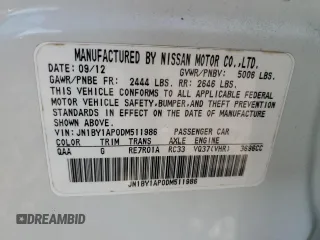 MANUFACTURED BY NISSAN MOTOR CO.,LTD.
DATE: 09/12 GVWR/PNBV: 5006 LBS.
GAWR/PNBE FR: 2444 LBS. RR: 2646 LBS.
THIS VEHICLE CONFORMS TO ALL APPLICABLE
FEDERAL MOTOR VEHICLE SAFETY, BUMPER, AND THEFT
PREVENTION STANDARDS IN EFFECT ON THE DATE OF
MANUFACTURE SHOWN ABOVE.
VIN: JN1BY1AP0DM511986 PASSENGER CAR
COLOR TRIM TRANS AXLE ENGINE
QAA G RE7R01A RC33 VQ37(VHR) 3696CC
JN1BY1AP0DM511986
DREAMBID